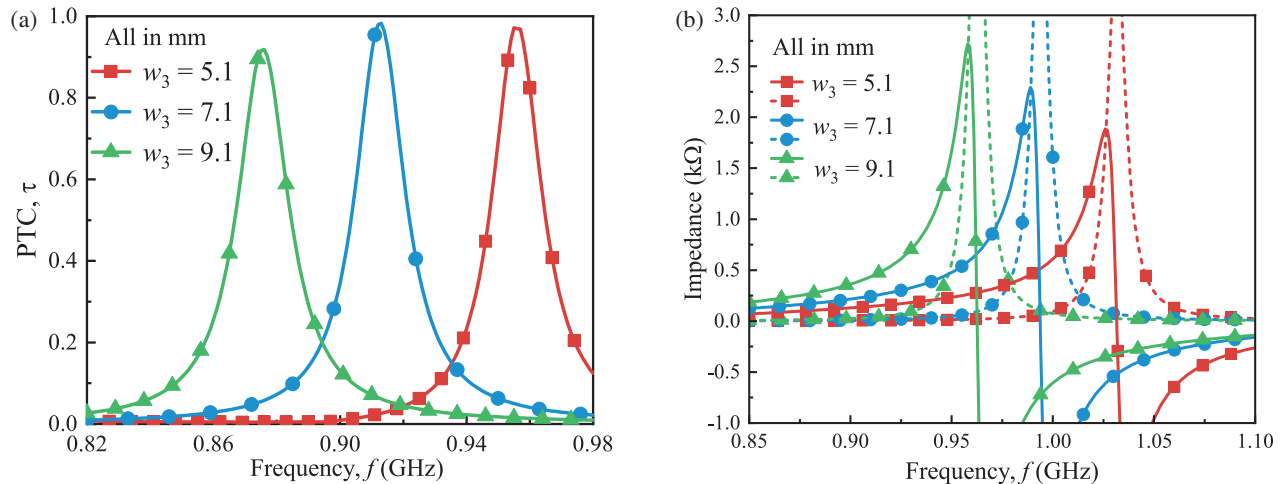 (a)
1.0
0.8
0.6
0.4
0.2
0.0
PTC, τ
All in mm
w₃ = 5.1
w₃ = 7.1
w₃ = 9.1
0.82 0.86 0.90 0.94 0.98
Frequency, f (GHz)
(b)
3.0
2.5
2.0
1.5
1.0
0.5
0.0
-0.5
-1.0
Impedance (kΩ)
All in mm
w₃ = 5.1
w₃ = 7.1
w₃ = 9.1
0.85 0.90 0.95 1.00 1.05 1.10
Frequency, f (GHz)